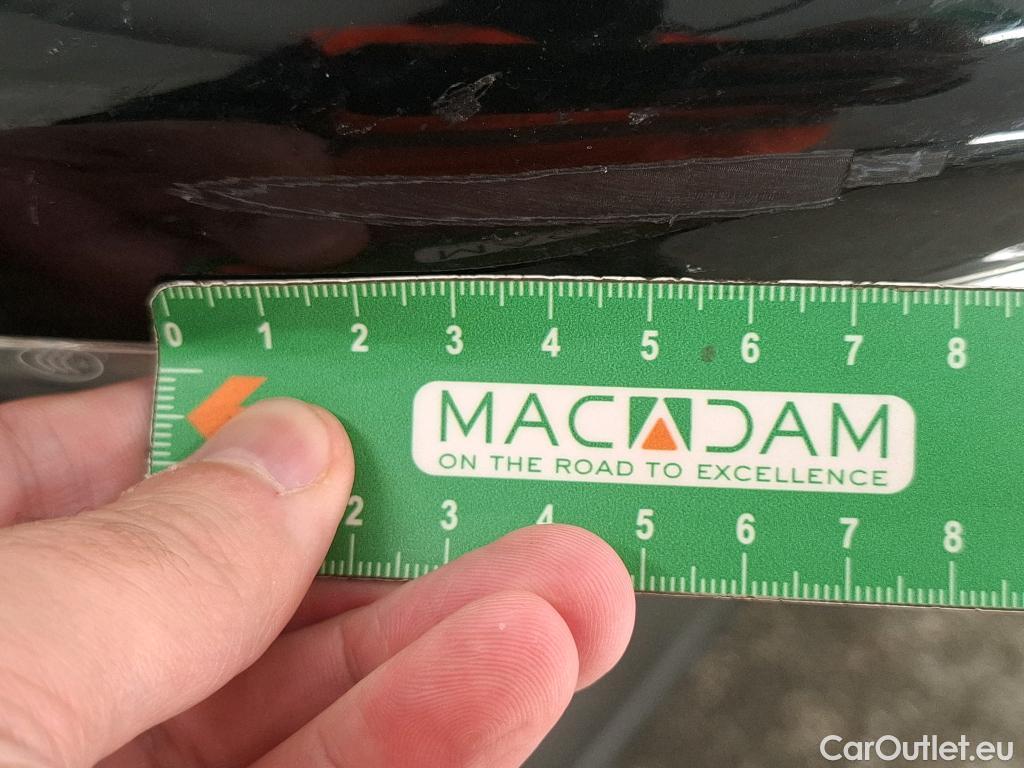 0 1 2 3 4 5 6 7 8
MACADAM
ON THE ROAD TO EXCELLENCE
2 3 4 5 6 7 8
CarOutlet.eu